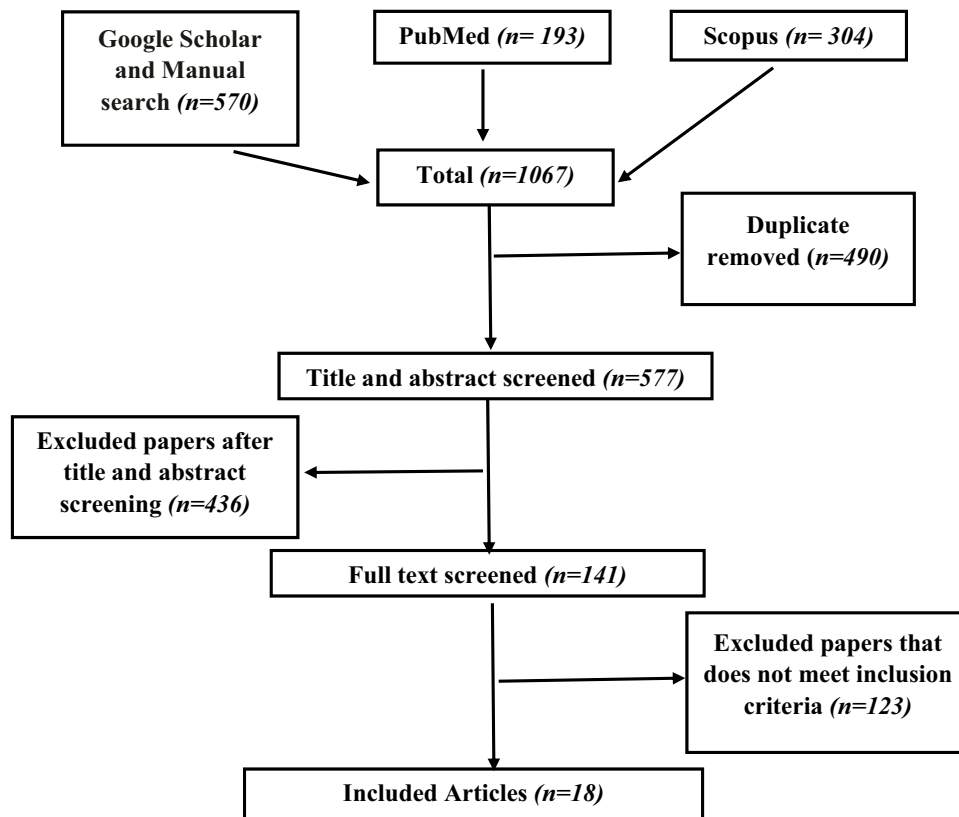 Google Scholar
and Manual
search (n=570)
PubMed (n= 193)
Scopus (n= 304)
Total (n=1067)
Duplicate
removed (n=490)
Title and abstract screened (n=577)
Excluded papers after
title and abstract
screening (n=436)
Full text screened (n=141)
Excluded papers that
does not meet inclusion
criteria (n=123)
Included Articles (n=18)